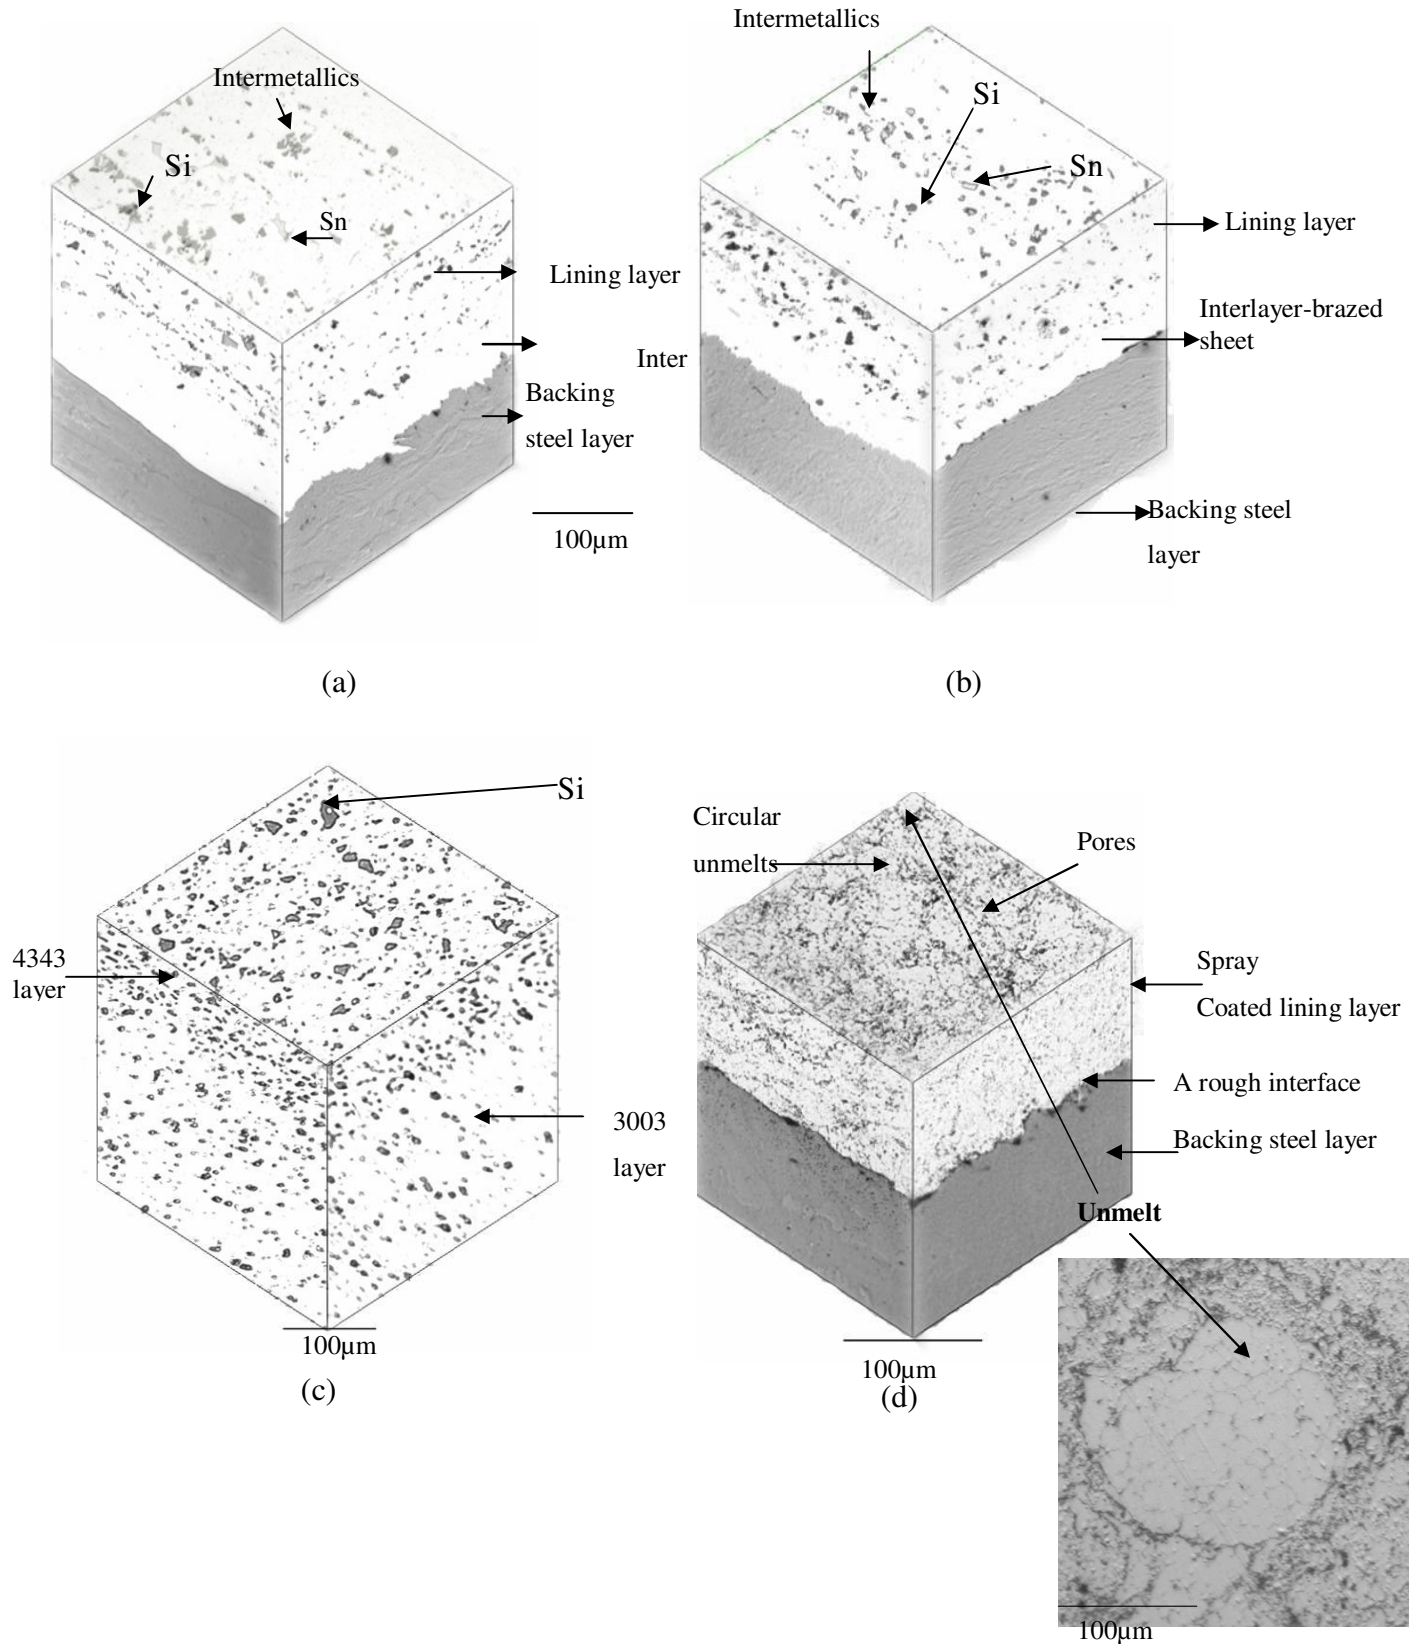 Intermetallics
Si
Sn
Lining layer
Inter
Backing
steel layer
100µm
(a)
Intermetallics
Si
Sn
Lining layer
Interlayer-brazed
sheet
Backing steel
layer
(b)
Si
4343
layer
3003
layer
100µm
(c)
Circular
unmelts
Pores
Spray
Coated lining layer
A rough interface
Backing steel layer
Unmelt
100µm
(d)
100µm